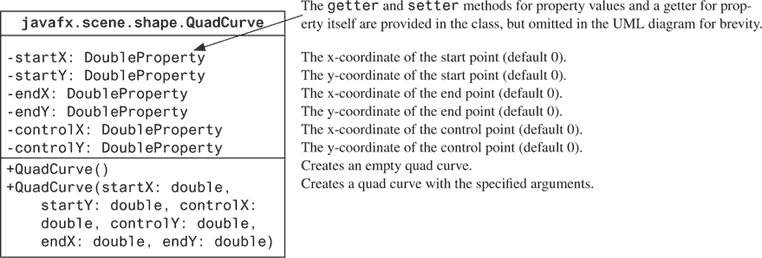 The getter and setter methods for property values and a getter for prop-
javafx.scene.shape.QuadCurve
erty itself are provided in the class, but omitted in the UML diagram for brevity.
-startX: DoubleProperty The x-coordinate of the start point (default 0).
-startY: DoubleProperty The y-coordinate of the start point (default 0).
-endX: DoubleProperty The x-coordinate of the end point (default 0).
-endY: DoubleProperty The y-coordinate of the end point (default 0).
-controlX: DoubleProperty The x-coordinate of the control point (default 0).
-controlY: DoubleProperty The y-coordinate of the control point (default 0).
+QuadCurve() Creates an empty quad curve.
+QuadCurve(startX: double, Creates a quad curve with the specified arguments.
startY: double, controlX:
double, controlY: double,
endX: double, endY: double)